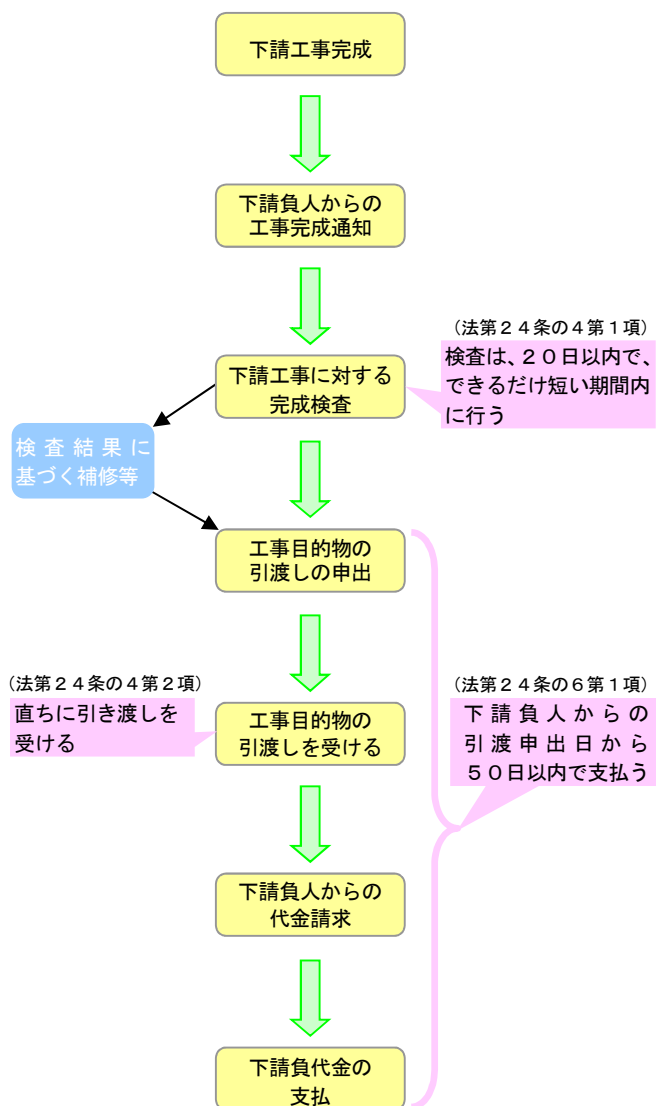 下請工事完成
下請負人からの
工事完成通知
（法第２４条の４第１項）
検査は、２０日以内で、
できるだけ短い期間内
に行う
下請工事に対する
完成検査
検査結果に
基づく補修等
工事目的物の
引渡しの申出
（法第２４条の４第２項）
直ちに引き渡しを
受ける
工事目的物の
引渡しを受ける
（法第２４条の６第１項）
下請負人からの
引渡申出日から
５０日以内で支払う
下請負人からの
代金請求
下請負代金の
支払